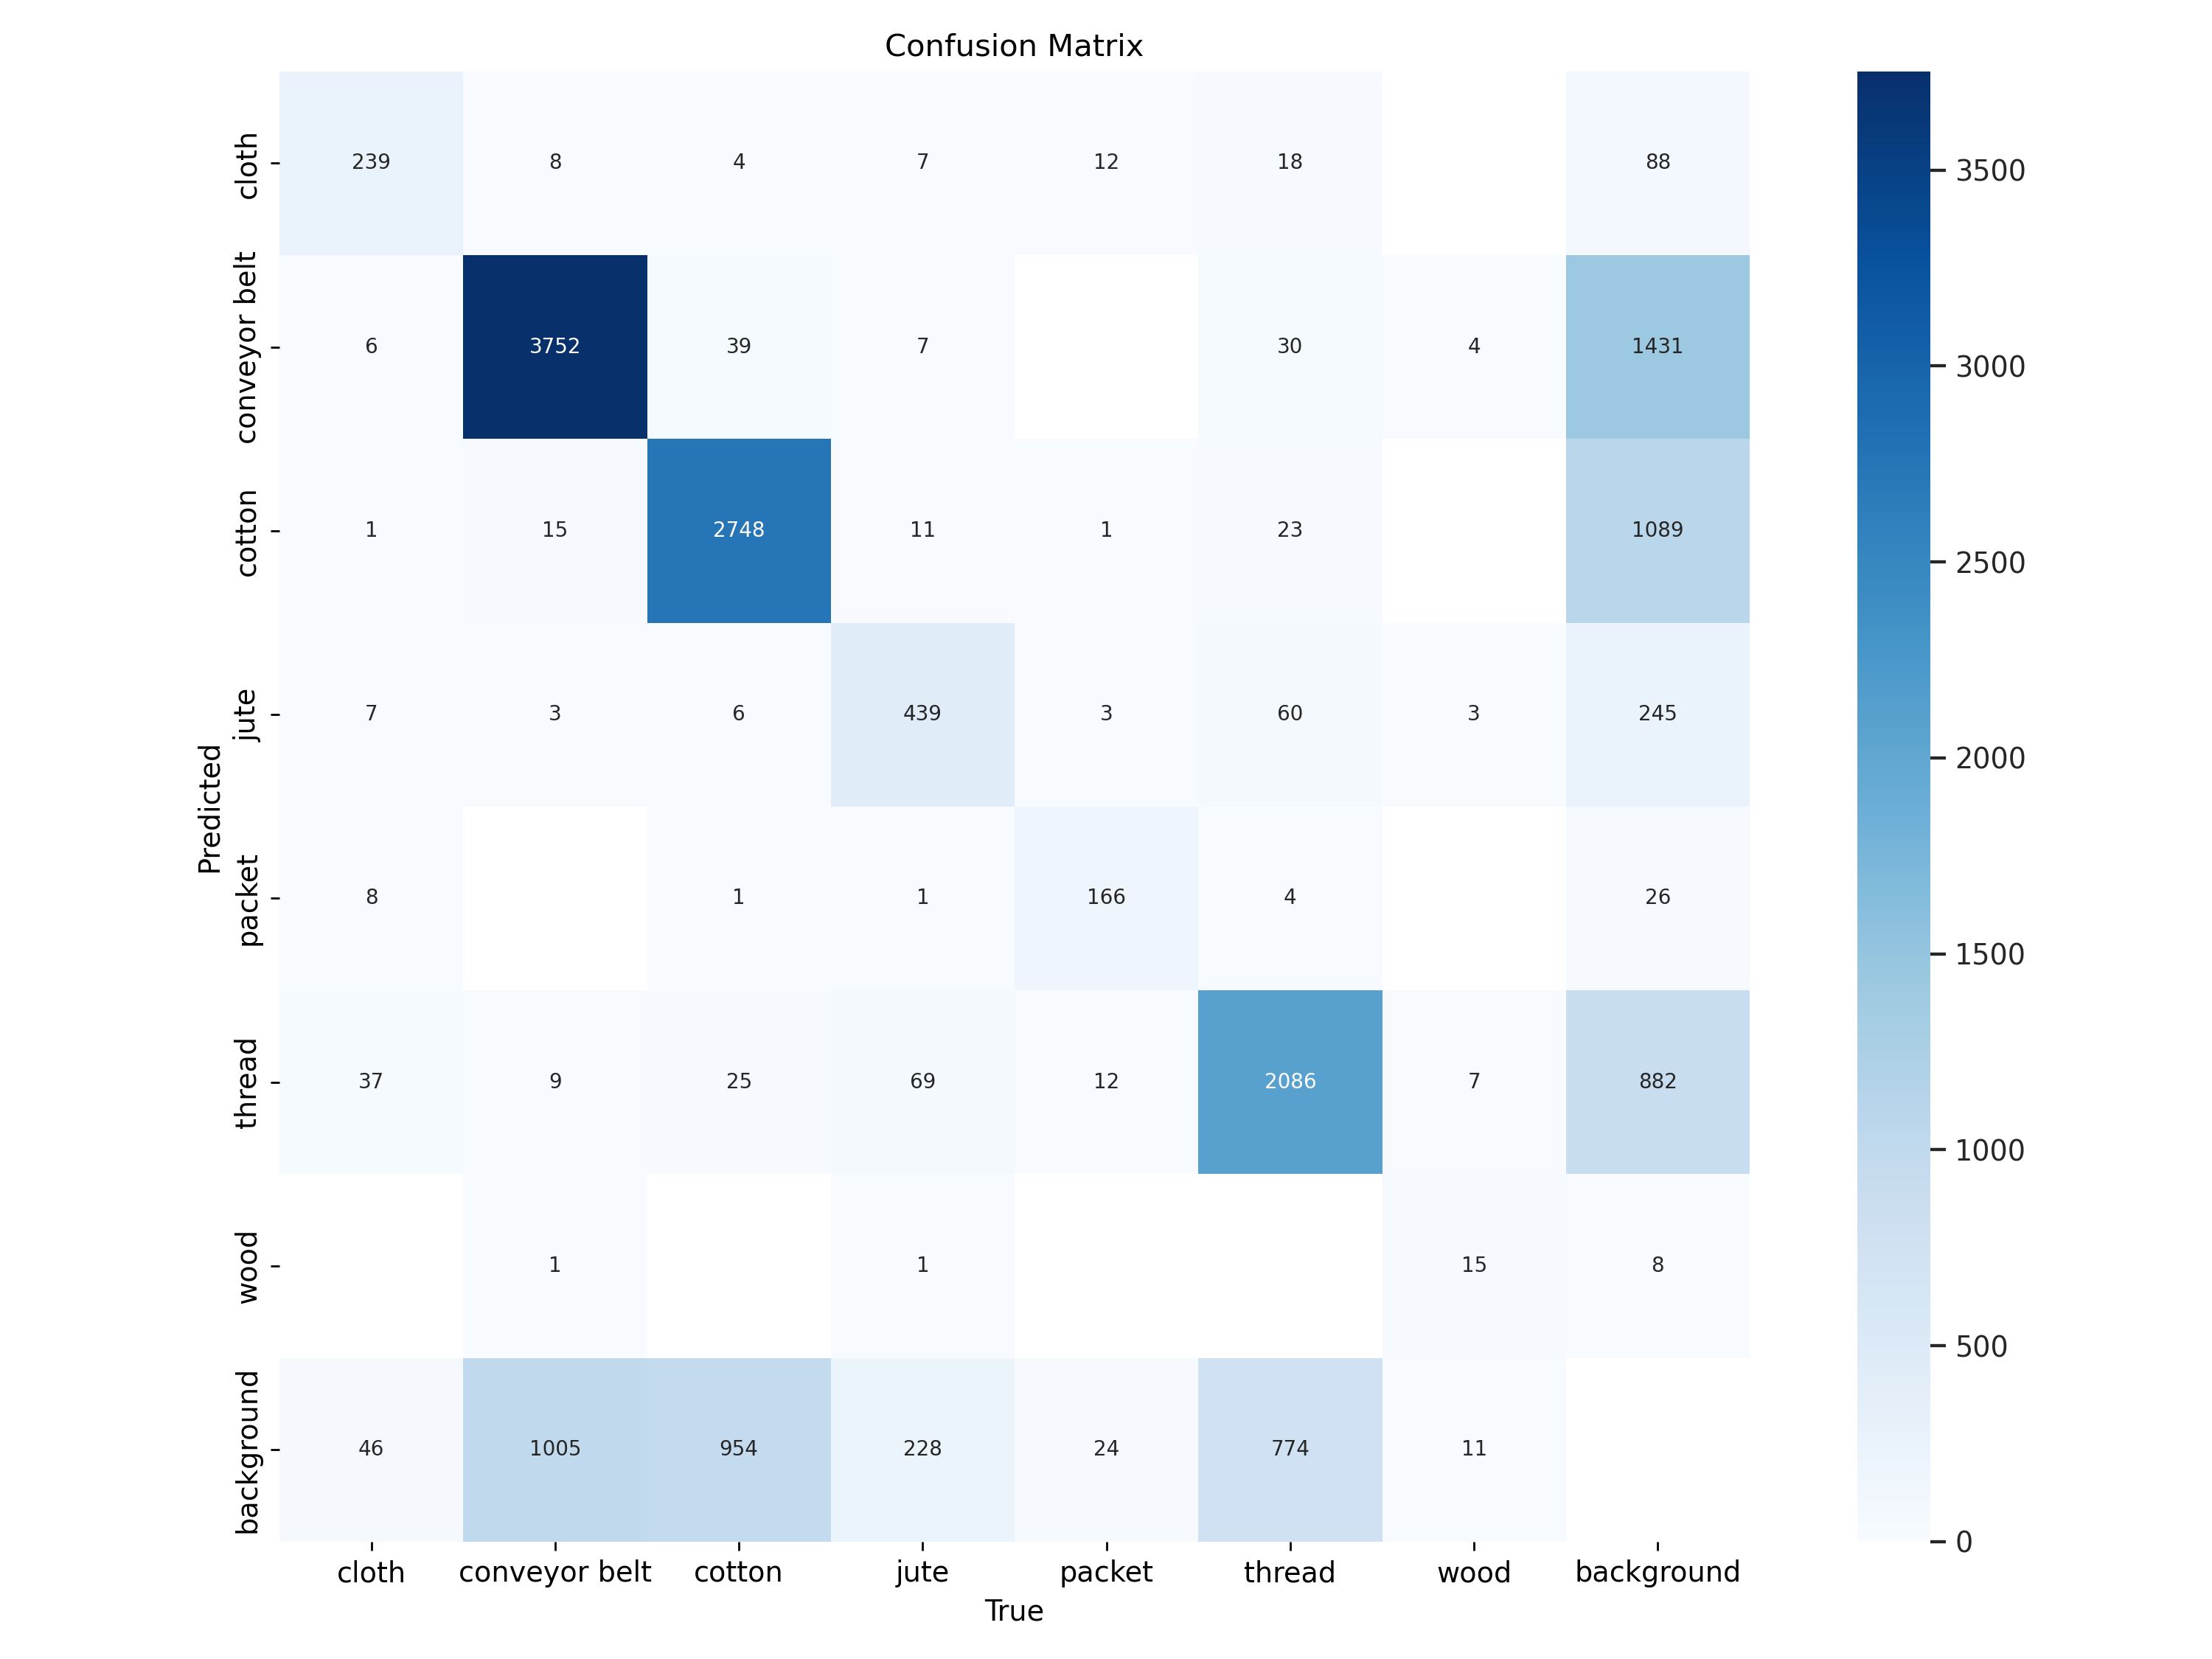 Confusion Matrix
cloth 239 8 4 7 12 18 88
conveyor belt 6 3752 39 7 30 4 1431
cotton 1 15 2748 11 1 23 1089
jute 7 3 6 439 3 60 3 245
packet 8 1 1 166 4 26
thread 37 9 25 69 12 2086 7 882
wood 1 1 15 8
background 46 1005 954 228 24 774 11
cloth conveyor belt cotton jute packet thread wood background
True
Predicted
3500
3000
2500
2000
1500
1000
500
0